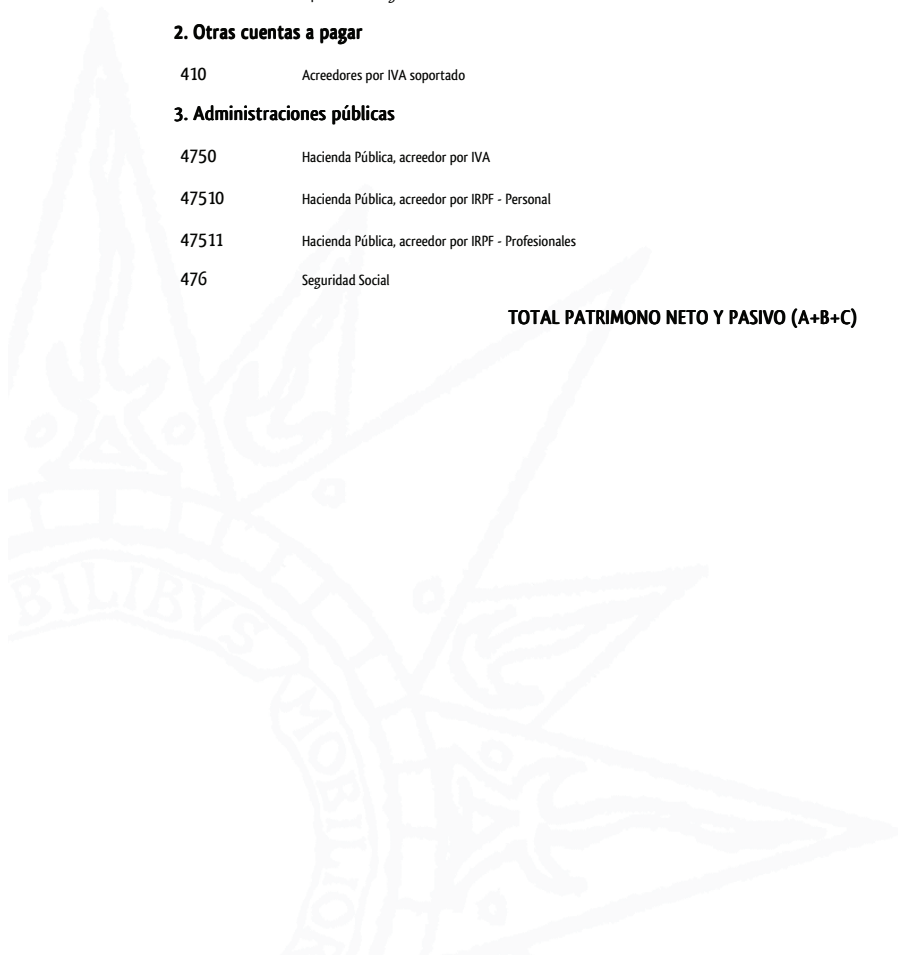 2. Otras cuentas a pagar
410 Acreedores por IVA soportado
3. Administraciones públicas
4750 Hacienda Pública, acreedor por IVA
47510 Hacienda Pública, acreedor por IRPF - Personal
47511 Hacienda Pública, acreedor por IRPF - Profesionales
476 Seguridad Social
TOTAL PATRIMONO NETO Y PASIVO (A+B+C)
BILIBVS MOBILIOR